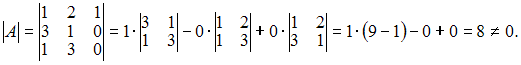 |A| = |1 2 1; 3 1 0; 1 3 0| = 1·|3 1; 1 3| − 0·|1 2; 1 3| + 0·|1 2; 3 1| = 1·(9−1) − 0 + 0 = 8 ≠ 0.